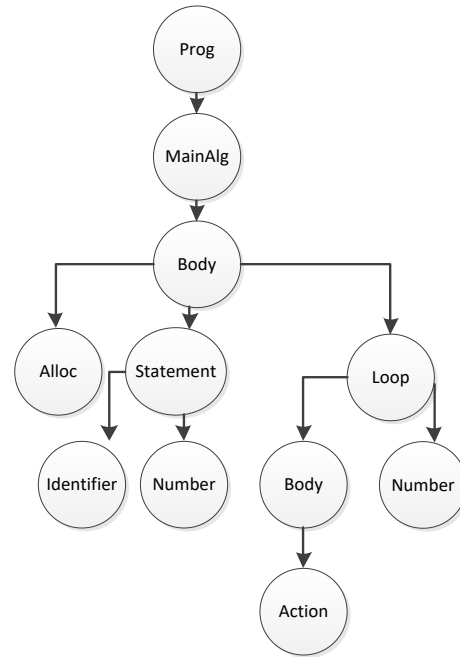 Prog
MainAlg
Body
Alloc
Statement
Loop
Identifier
Number
Body
Number
Action